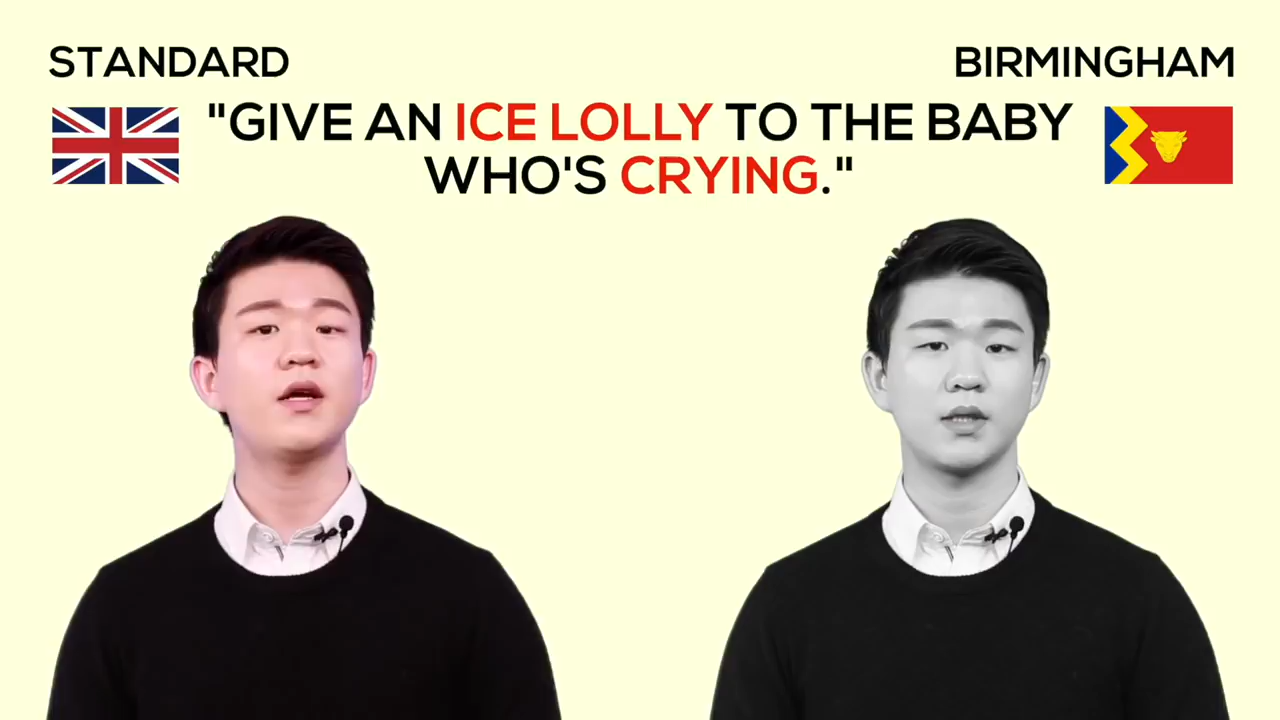 STANDARD
BIRMINGHAM
"GIVE AN ICE LOLLY TO THE BABY
WHO'S CRYING."